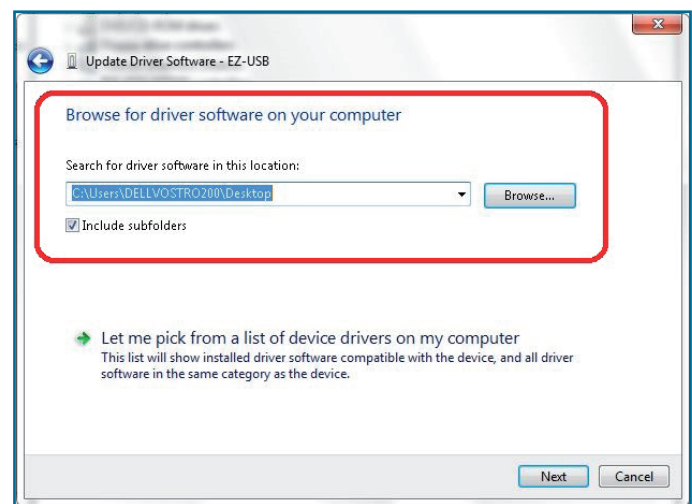 Update Driver Software - EZ-USB
Browse for driver software on your computer
Search for driver software in this location:
C:\Users\DELLVOSTRO200\Desktop
Browse...
Include subfolders
Let me pick from a list of device drivers on my computer
This list will show installed driver software compatible with the device, and all driver
software in the same category as the device.
Next
Cancel